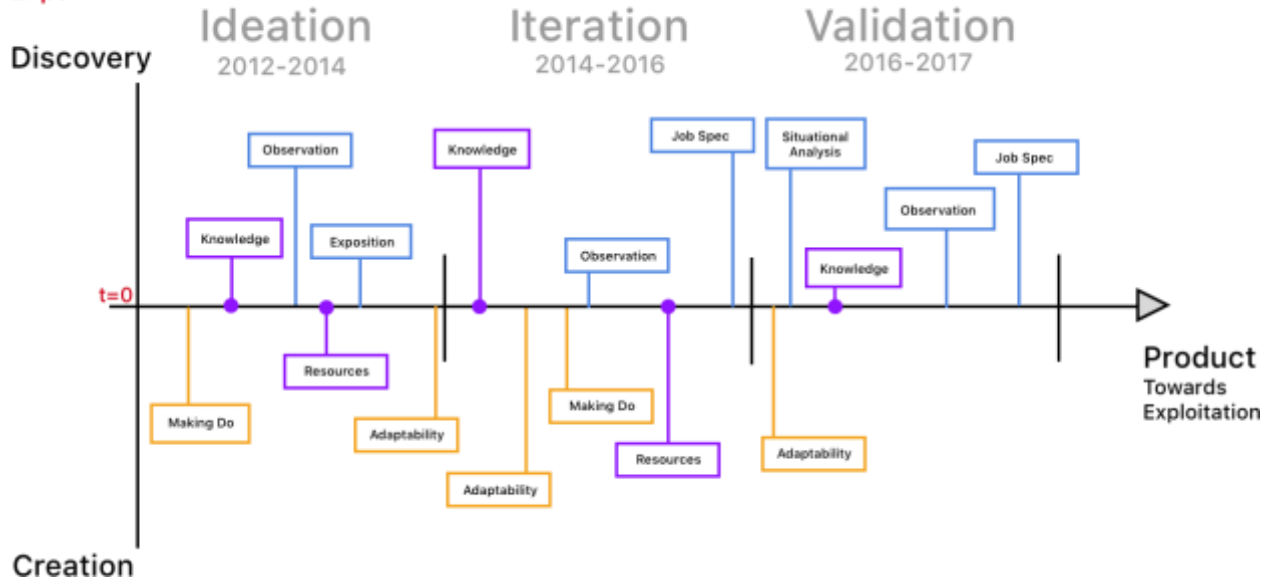 Ideation
Iteration
Validation
2012-2014
2014-2016
2016-2017
Discovery
Observation
Knowledge
Job Spec
Situational
Analysis
Job Spec
Knowledge
Exposition
Observation
Observation
Knowledge
t=0
Resources
Making Do
Adaptability
Adaptability
Making Do
Resources
Adaptability
Product
Towards
Exploitation
Creation